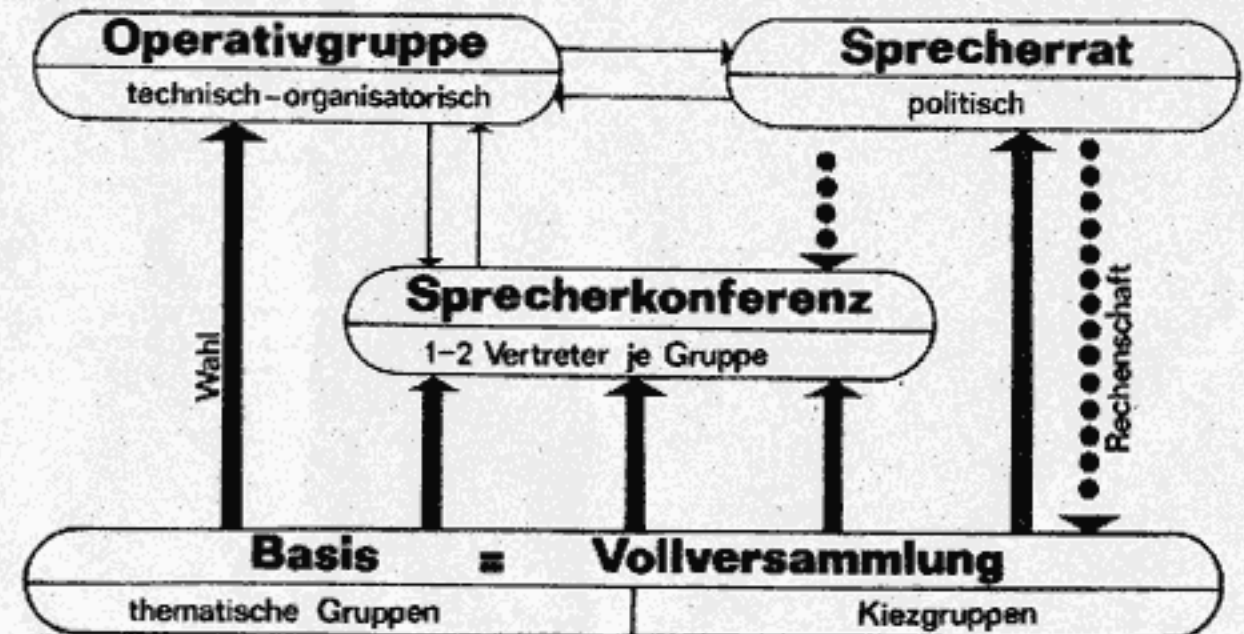 Operativgruppe
technisch-organisatorisch
Sprecherrat
politisch
Sprecherkonferenz
1-2 Vertreter je Gruppe
Wahl
Rechenschaft
Basis = Vollversammlung
thematische Gruppen
Kiezgruppen